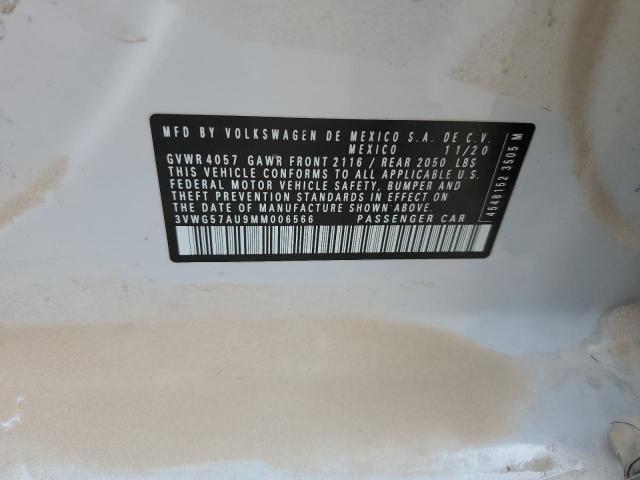 MFD BY VOLKSWAGEN DE MEXICO S.A. DE C.V.
MEXICO 11/20
GVWR 4057 GAWR FRONT 2116 / REAR 2050 LBS
THIS VEHICLE CONFORMS TO ALL APPLICABLE U.S.
FEDERAL MOTOR VEHICLE SAFETY, BUMPER AND
THEFT PREVENTION STANDARDS IN EFFECT ON
THE DATE OF MANUFACTURE SHOWN ABOVE.
3VWG57AU9MM006566 PASSENGER CAR
4648152 3505 M